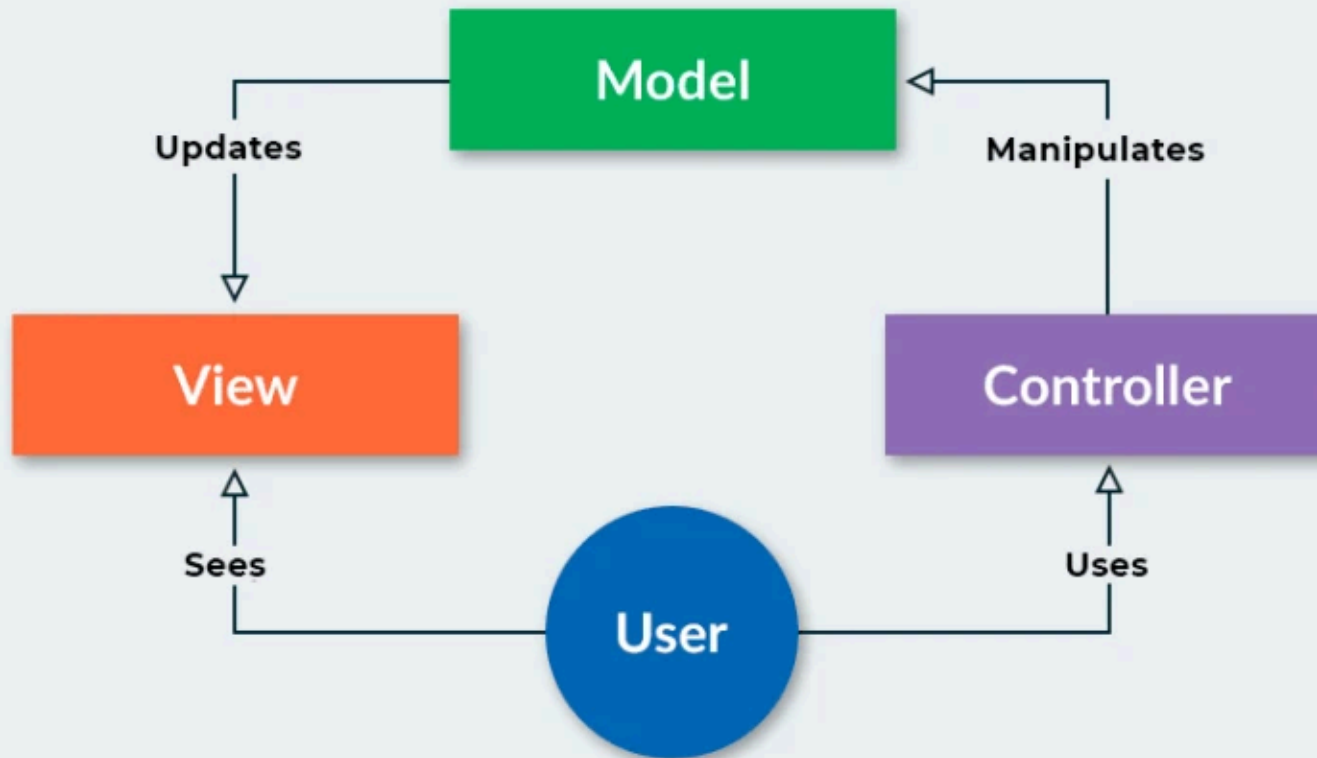 Model
Updates
Manipulates
View
Controller
Sees
Uses
User